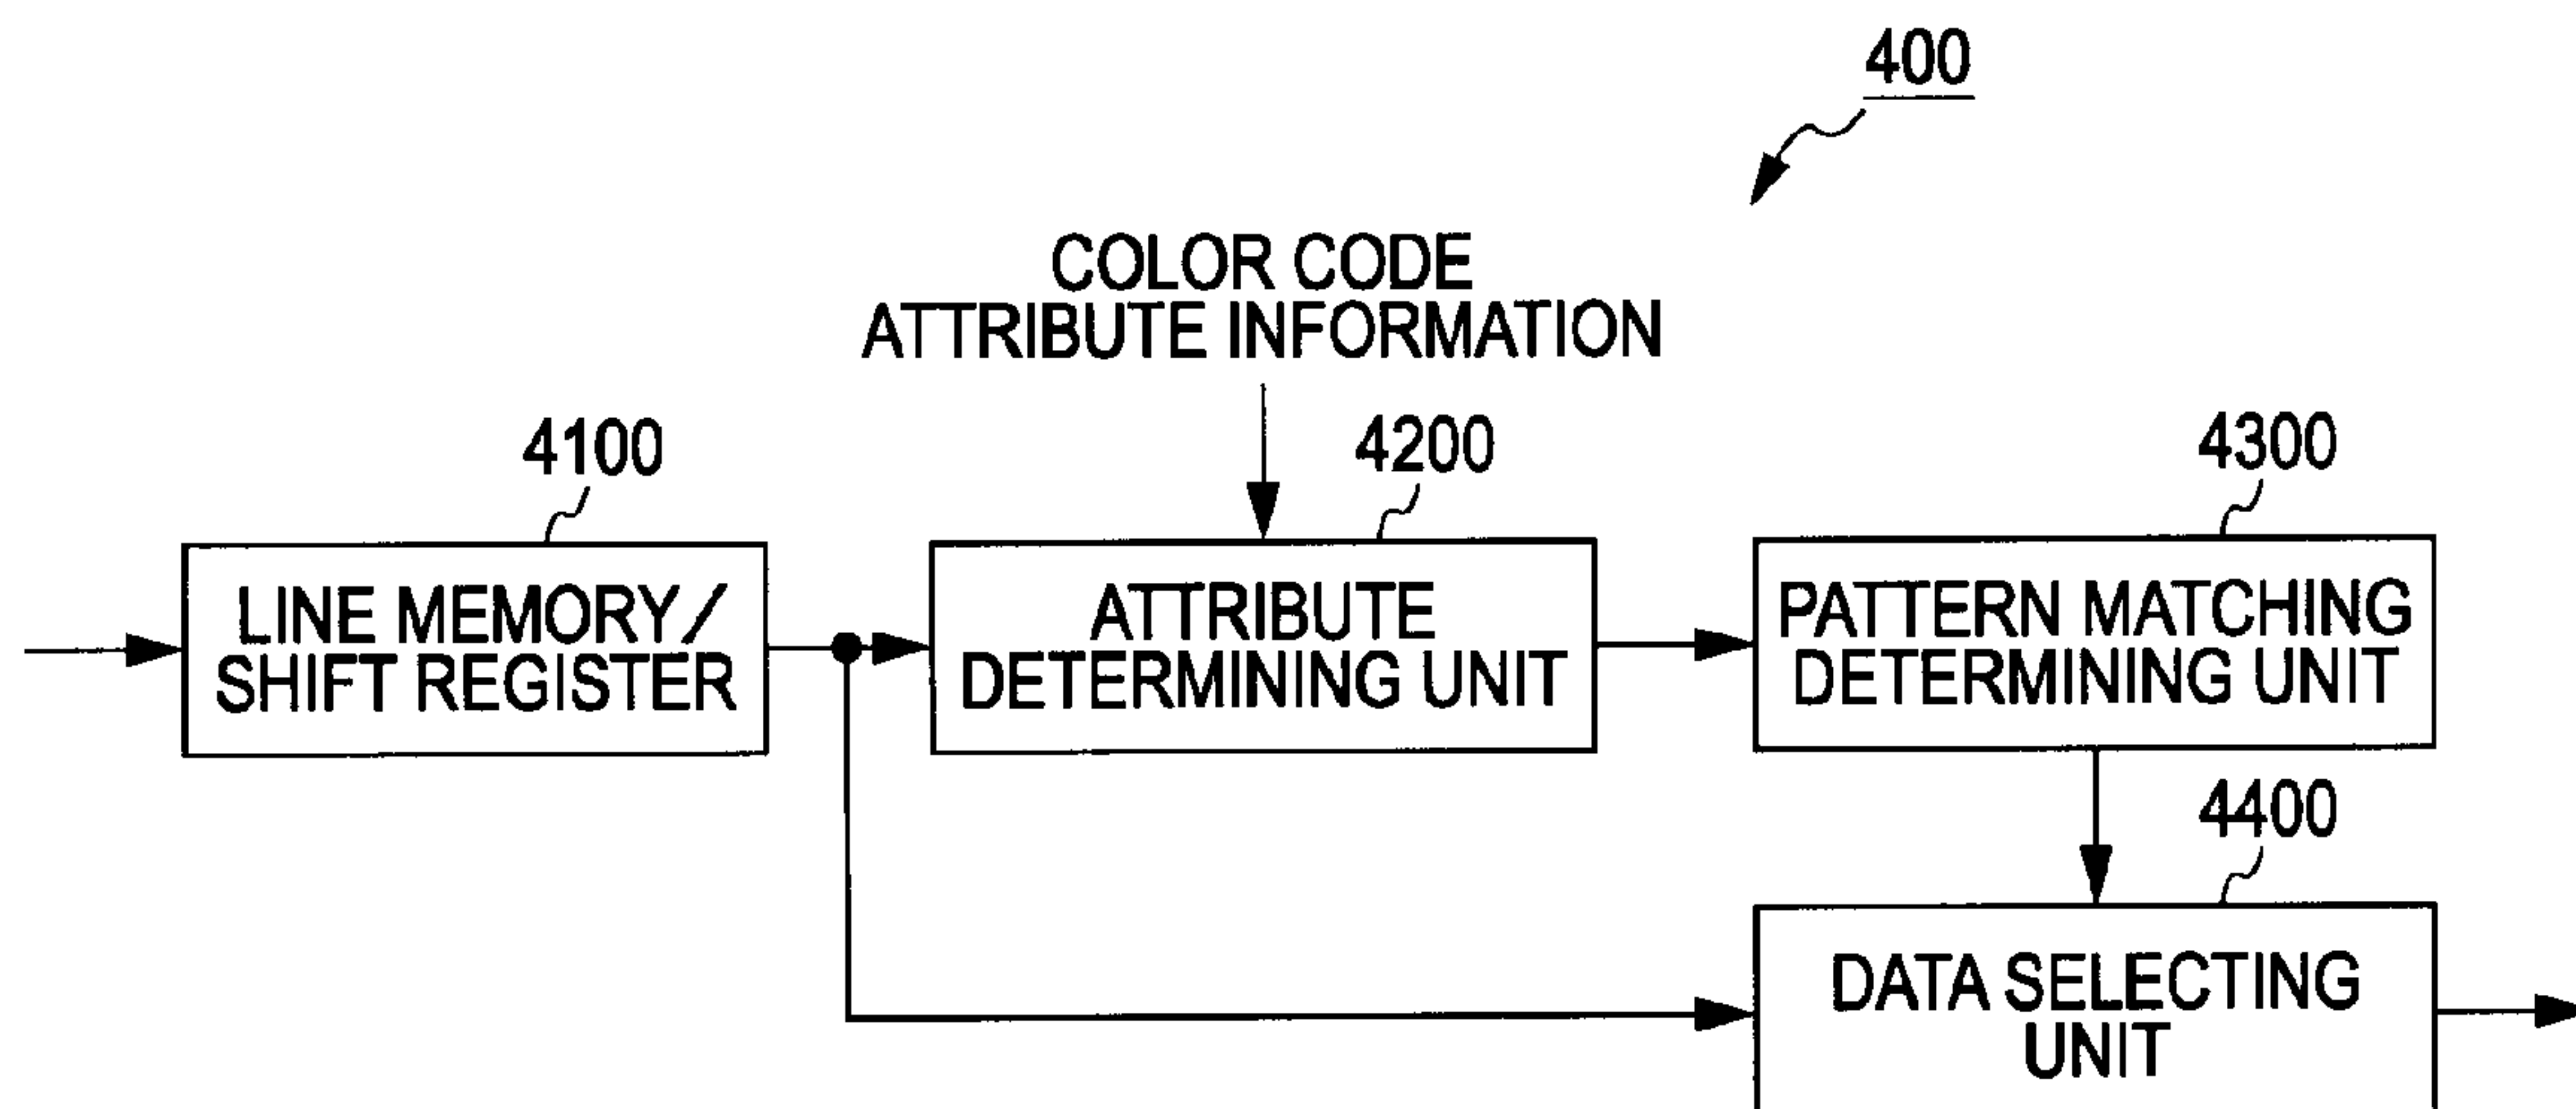 400
COLOR CODE
ATTRIBUTE INFORMATION
4100
4200
4300
LINE MEMORY/
SHIFT REGISTER
ATTRIBUTE
DETERMINING UNIT
PATTERN MATCHING
DETERMINING UNIT
4400
DATA SELECTING
UNIT